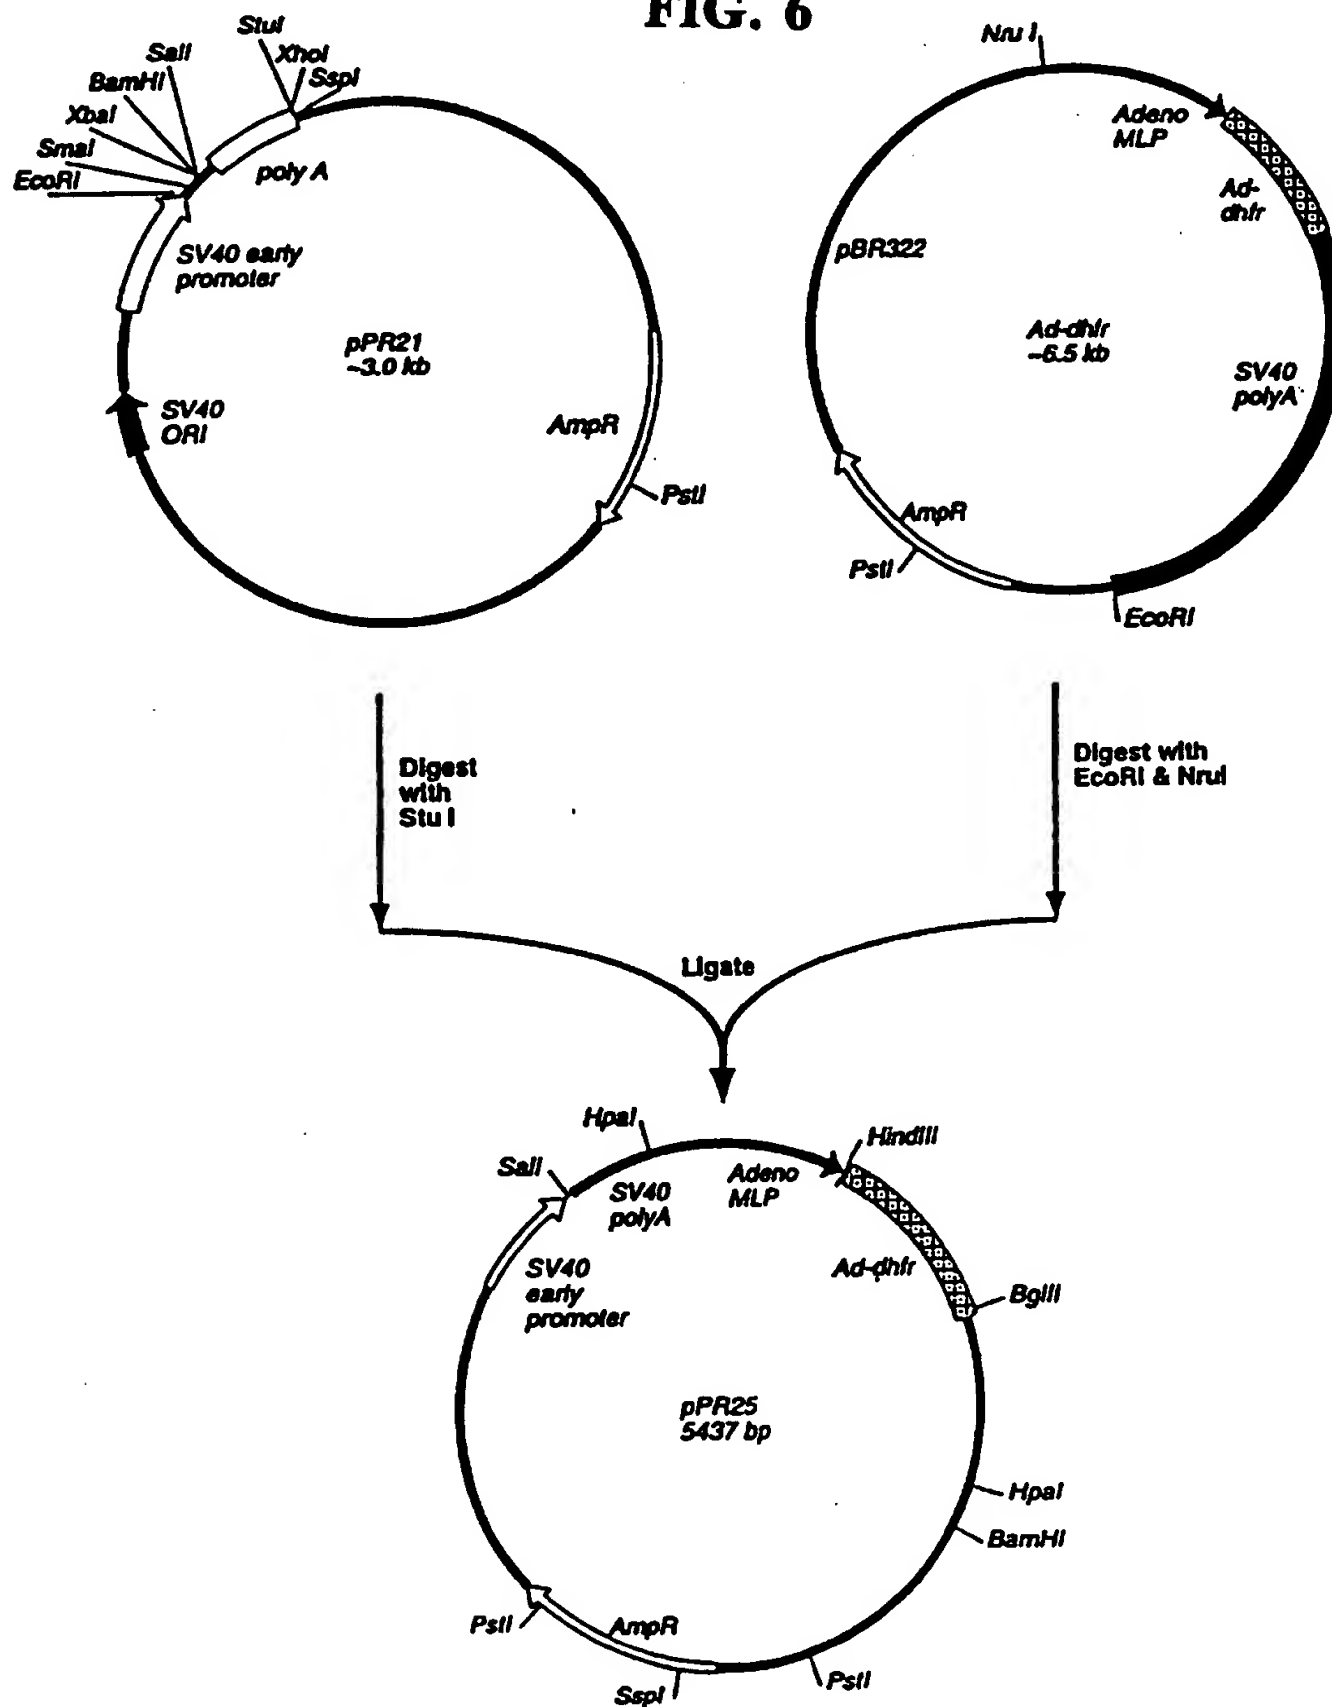 FIG. 6
StuI
XhoI
SspI
SalI
BamHI
XbaI
SmaI
EcoRI
poly A
SV40 early
promoter
pPR21
~3.0 kb
SV40
ORI
AmpR
PstI
Nru I
Adeno
MLP
Ad-
dhfr
pBR322
Ad-dhfr
~6.5 kb
SV40
polyA
AmpR
PstI
EcoRI
Digest
with
Stu I
Digest with
EcoRI & NruI
Ligate
HpaI
HindIII
SalI
SV40
polyA
Adeno
MLP
SV40
early
promoter
Ad-dhfr
BglII
pPR25
5437 bp
HpaI
BamHI
PstI
AmpR
SspI
PstI